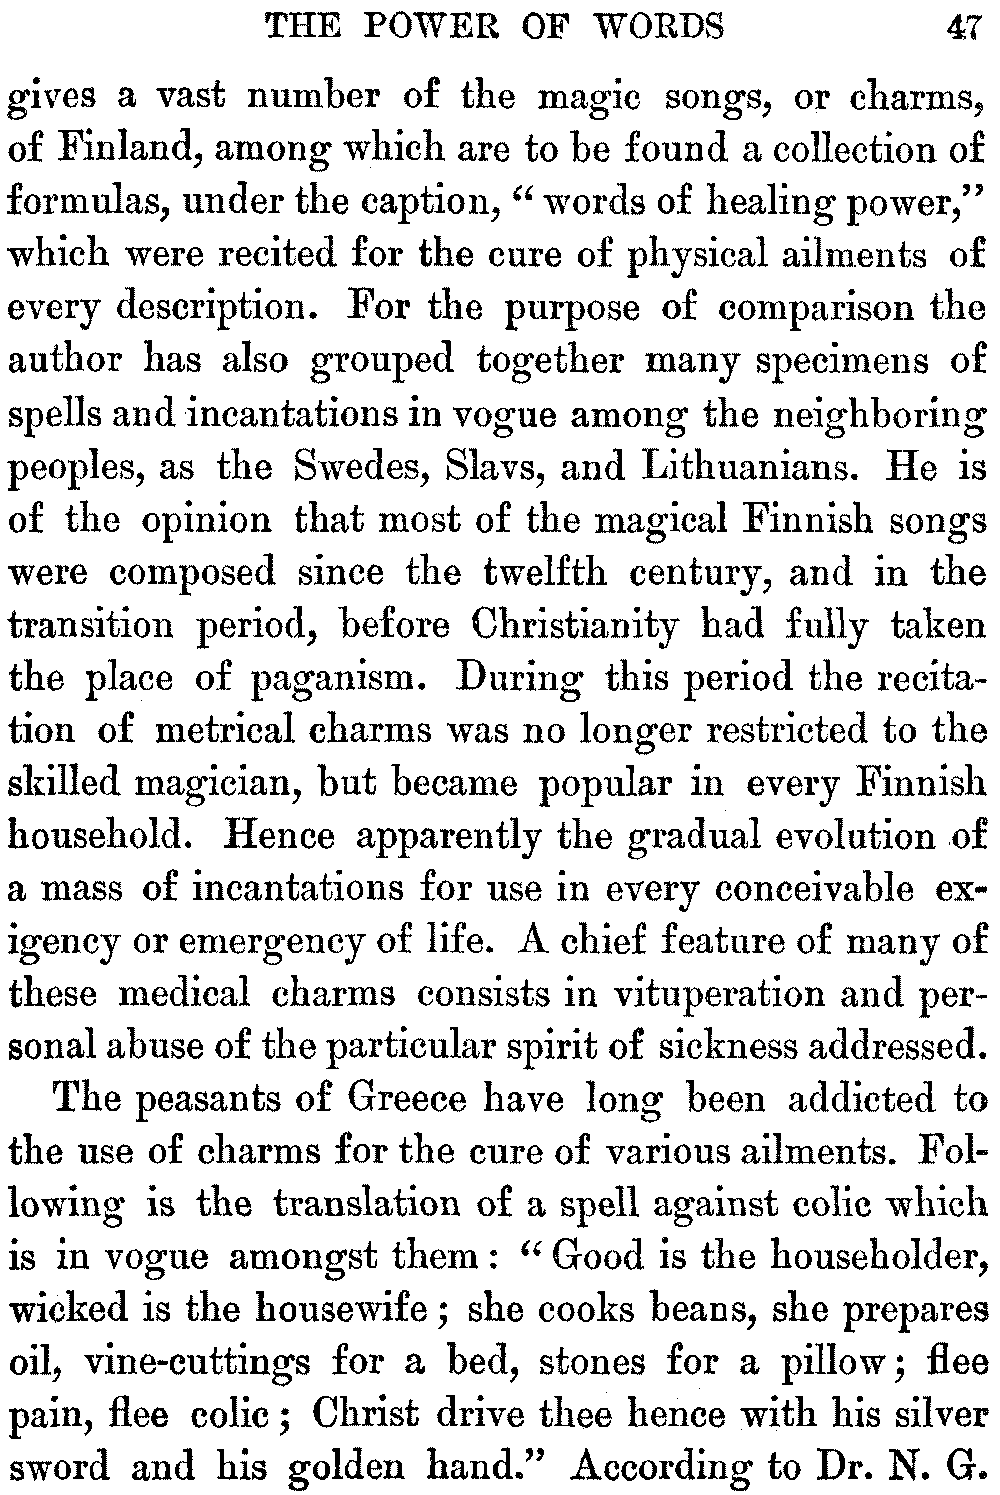 THE POWER OF WORDS 47
gives a vast number of the magic songs, or charms,
of Finland, among which are to be found a collection of
formulas, under the caption, “ words of healing power,”
which were recited for the cure of physical ailments of
every description. For the purpose of comparison the
author has also grouped together many specimens of
spells and incantations in vogue among the neighboring
peoples, as the Swedes, Slavs, and Lithuanians. He is
of the opinion that most of the magical Finnish songs
were composed since the twelfth century, and in the
transition period, before Christianity had fully taken
the place of paganism. During this period the recita-
tion of metrical charms was no longer restricted to the
skilled magician, but became popular in every Finnish
household. Hence apparently the gradual evolution of
a mass of incantations for use in every conceivable ex-
igency or emergency of life. A chief feature of many of
these medical charms consists in vituperation and per-
sonal abuse of the particular spirit of sickness addressed.
The peasants of Greece have long been addicted to
the use of charms for the cure of various ailments. Fol-
lowing is the translation of a spell against colic which
is in vogue amongst them : “ Good is the householder,
wicked is the housewife ; she cooks beans, she prepares
oil, vine-cuttings for a bed, stones for a pillow ; flee
pain, flee colic ; Christ drive thee hence with his silver
sword and his golden hand.” According to Dr. N. G.